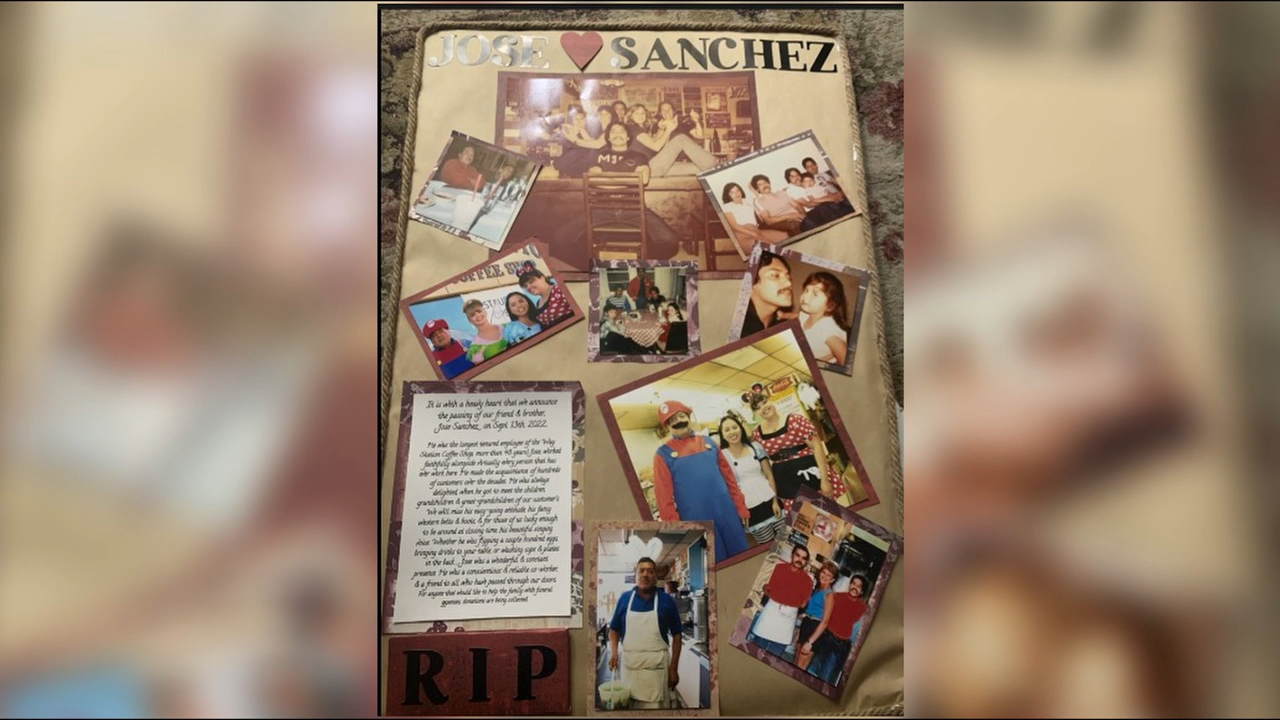 JOSE SANCHEZ
COFFEE
It is with a heavy heart that we announce
the passing of our friend & brother,
Jose Sanchez, on Sept 13th 2022.
He was the longest tenured employee of the Way
Station Coffee Shop, more than 45 years Jose worked
faithfully alongside virtually every person that has
ever work here. He made the acquaintance of hundreds
of customers over the decades. He was always
delighted when he got to meet the children,
grandchildren & great-grandchildren of our customer's
We will miss his easy-going attitude, his fancy
western belts & boots, & for those of us lucky enough
to be around at closing time his beautiful singing
voice. Whether he was flipping a couple hundred eggs,
bringing drinks to your table or washing cups & plates
in the back... Jose was a wonderful & constant
presence. He was a conscientious & reliable co-worker,
& a friend to all who have passed through our doors.
For anyone that would like to help the family with funeral
expenses, donations are being collected.
RIP